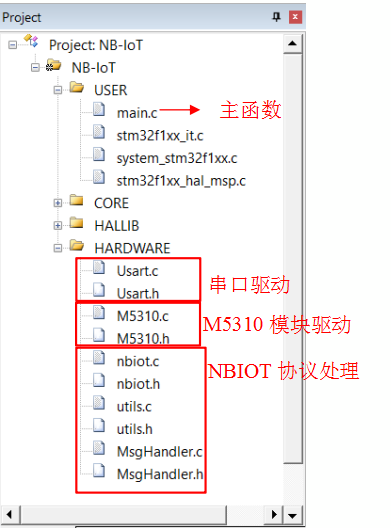 Project
Project: NB-IoT
NB-IoT
USER
main.c 主函数
stm32f1xx_it.c
system_stm32f1xx.c
stm32f1xx_hal_msp.c
CORE
HALLIB
HARDWARE
Usart.c
Usart.h
串口驱动
M5310.c
M5310.h
M5310 模块驱动
nbiot.c
NBIOT 协议处理
nbiot.h
utils.c
utils.h
MsgHandler.c
MsgHandler.h